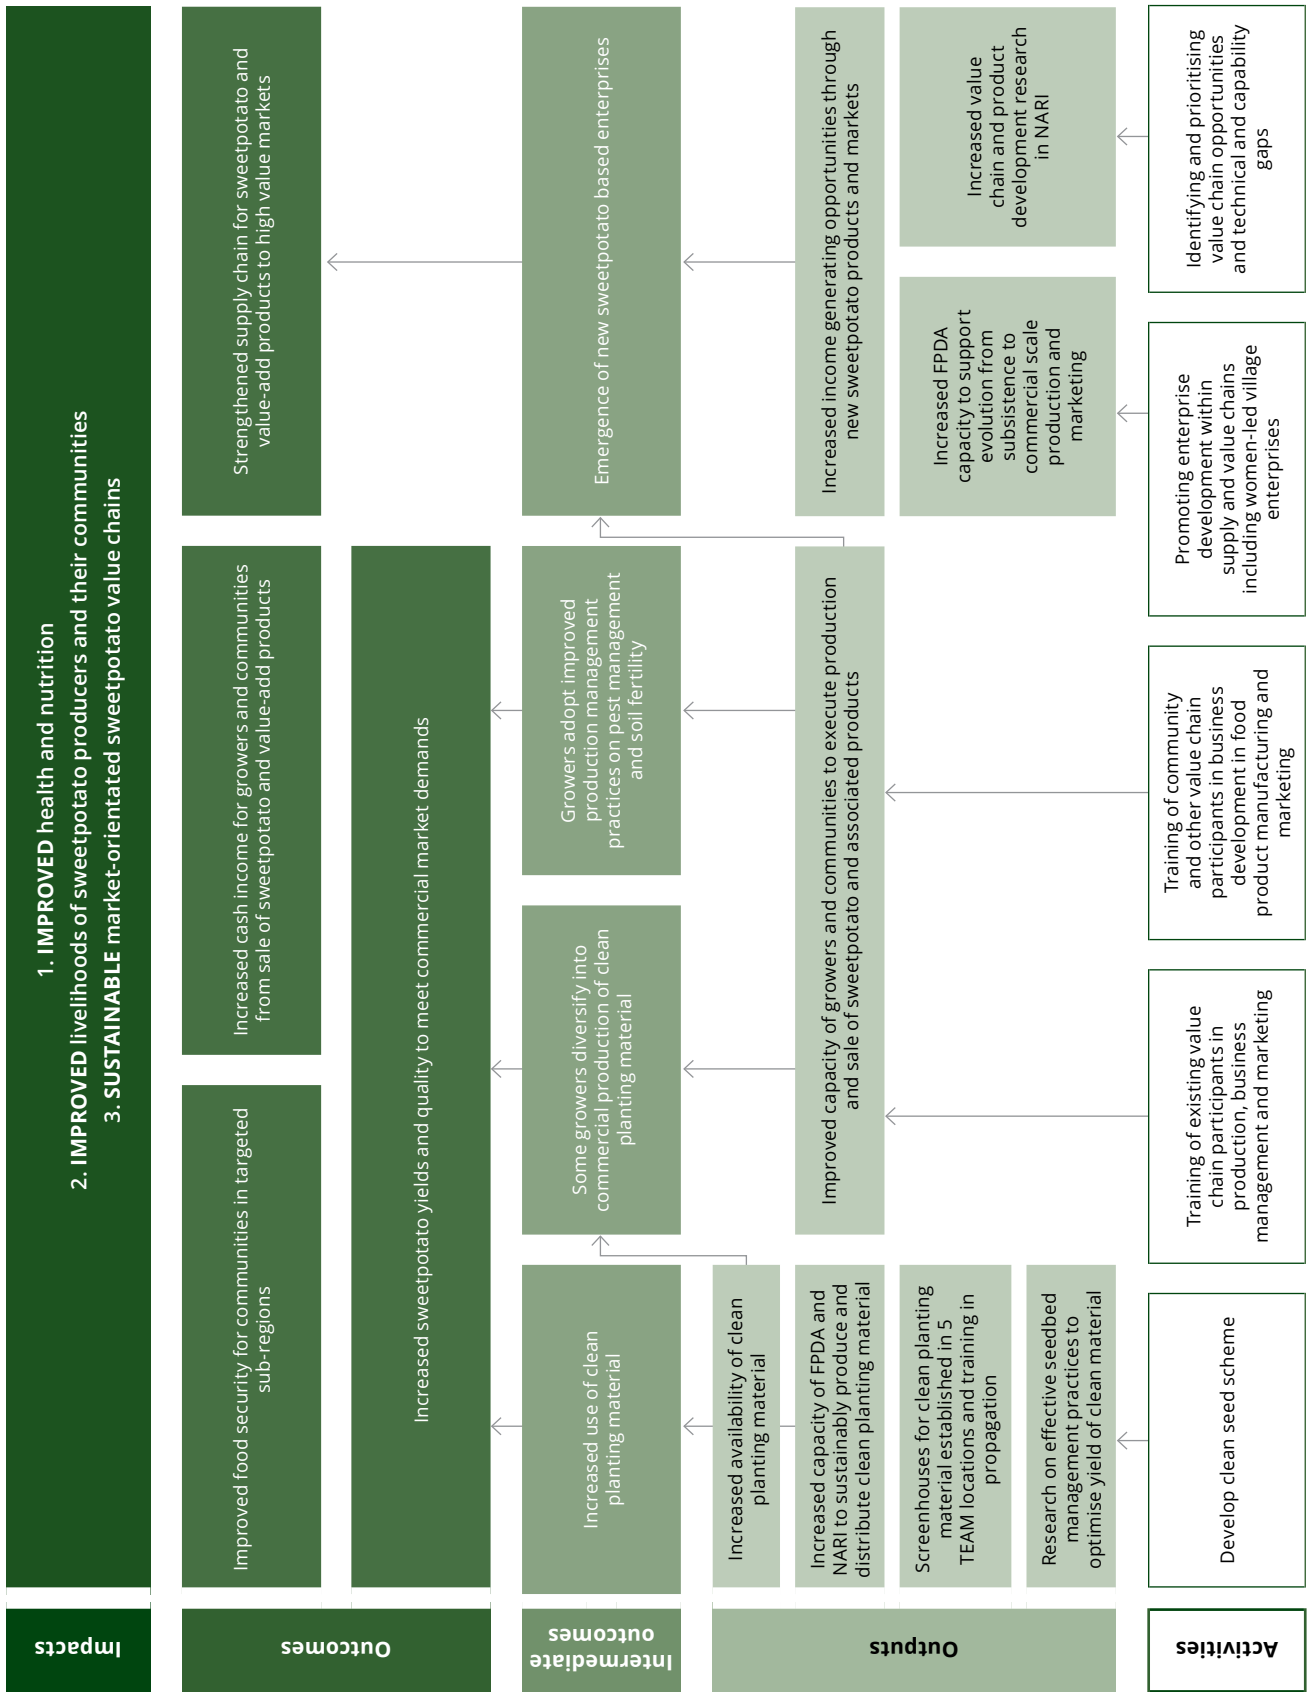 Impacts
1. IMPROVED health and nutrition
2. IMPROVED livelihoods of sweetpotato producers and their communities
3. SUSTAINABLE market-orientated sweetpotato value chains
Outcomes
Improved food security for communities in targeted
sub-regions
Increased cash income for growers and communities
from sale of sweetpotato and value-add products
Strengthened supply chain for sweetpotato and
value-add products to high value markets
Increased sweetpotato yields and quality to meet commercial market demands
Intermediate
outcomes
Increased use of clean
planting material
Some growers diversify into
commercial production of clean
planting material
Growers adopt improved
production management
practices on pest management
and soil fertility
Emergence of new sweetpotato based enterprises
Outputs
Increased availability of clean
planting material
Increased capacity of FPDA and
NARI to sustainably produce and
distribute clean planting material
Screenhouses for clean planting
material established in 5
TEAM locations and training in
propagation
Research on effective seedbed
management practices to
optimise yield of clean material
Improved capacity of growers and communities to execute production
and sale of sweetpotato and associated products
Increased income generating opportunities through
new sweetpotato products and markets
Increased FPDA
capacity to support
evolution from
subsistence to
commercial scale
production and
marketing
Increased value
chain and product
development research
in NARI
Activities
Develop clean seed scheme
Training of existing value
chain participants in
production, business
management and marketing
Training of community
and other value chain
participants in business
development in food
product manufacturing and
marketing
Promoting enterprise
development within
supply and value chains
including women-led village
enterprises
Identifying and prioritising
value chain opportunities
and technical and capability
gaps